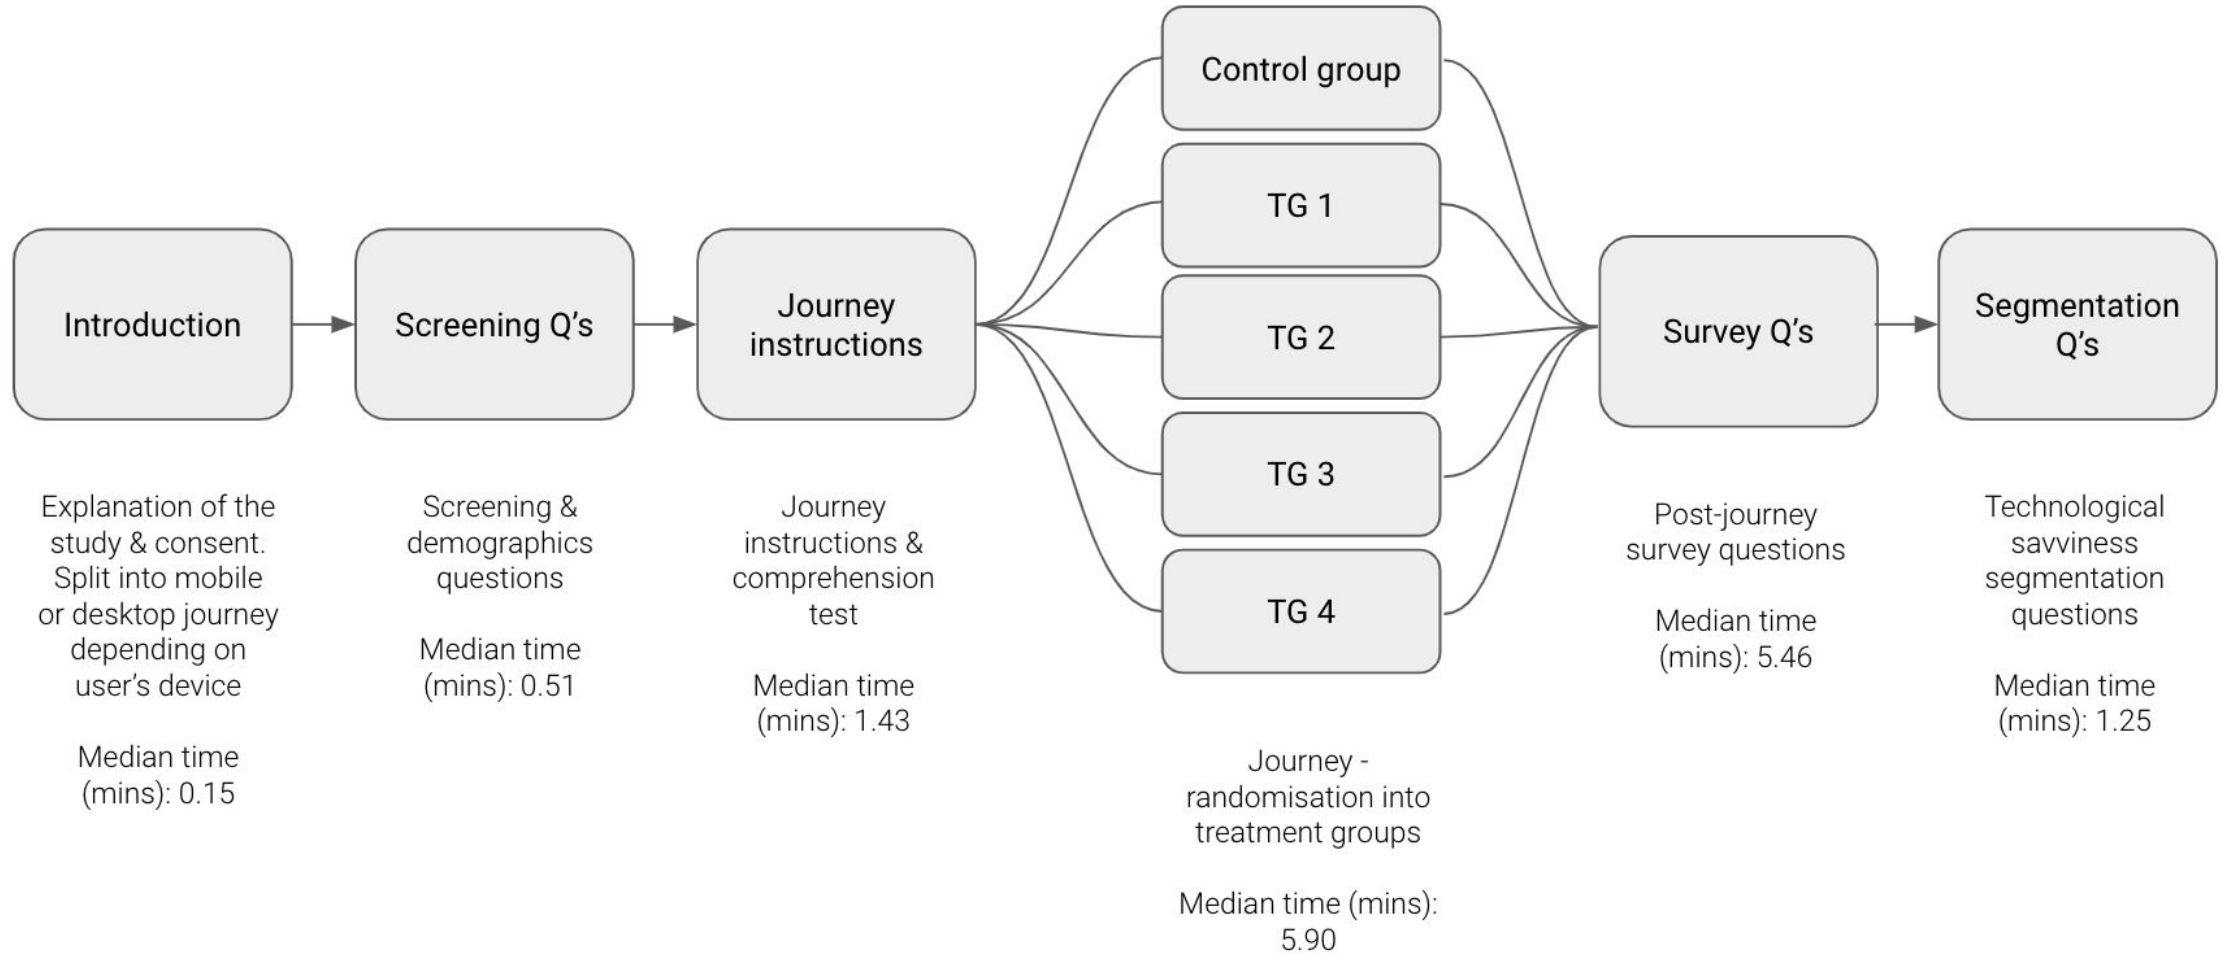 Introduction
Explanation of the
study & consent.
Split into mobile
or desktop journey
depending on
user's device
Median time
(mins): 0.15
Screening Q's
Screening &
demographics
questions
Median time
(mins): 0.51
Journey
instructions
Journey
instructions &
comprehension
test
Median time
(mins): 1.43
Control group
TG 1
TG 2
TG 3
TG 4
Journey -
randomisation into
treatment groups
Median time (mins):
5.90
Survey Q's
Post-journey
survey questions
Median time
(mins): 5.46
Segmentation
Q's
Technological
savviness
segmentation
questions
Median time
(mins): 1.25